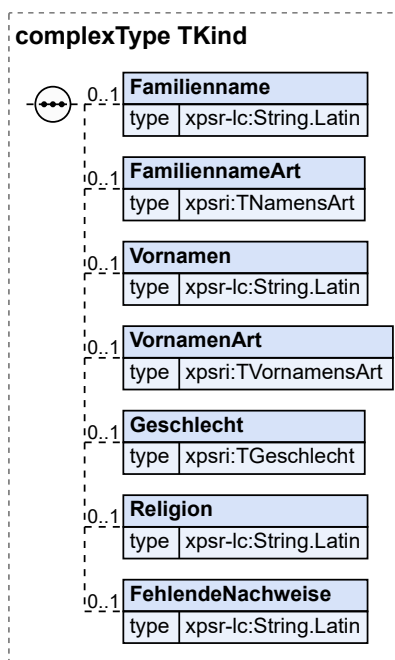 complexType TKind
0..1 Familienname
type xpsr-lc:String.Latin
0..1 FamiliennameArt
type xpsri:TNamensArt
0..1 Vornamen
type xpsr-lc:String.Latin
0..1 VornamenArt
type xpsri:TVornamensArt
0..1 Geschlecht
type xpsri:TGeschlecht
0..1 Religion
type xpsr-lc:String.Latin
0..1 FehlendeNachweise
type xpsr-lc:String.Latin